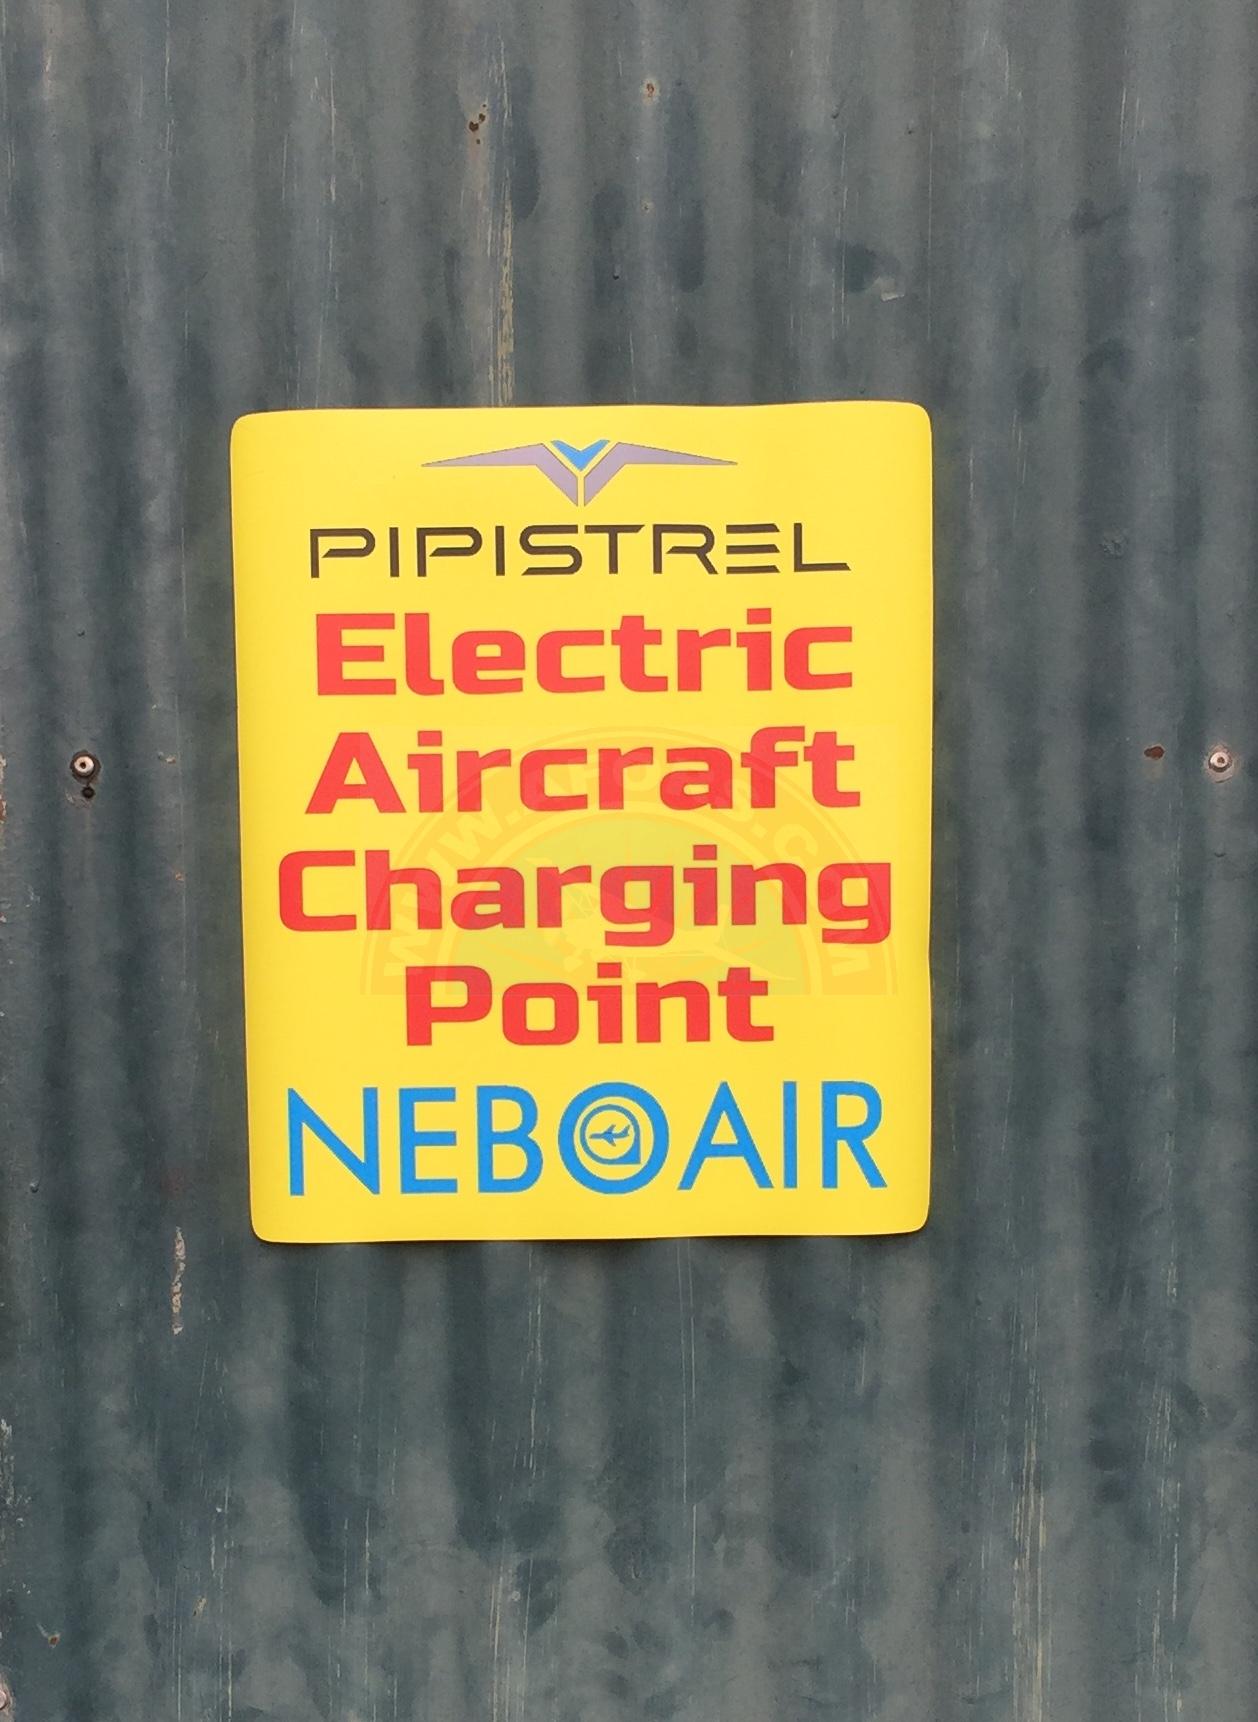 PIPISTREL
Electric
Aircraft
Charging
Point
NEBOAIR